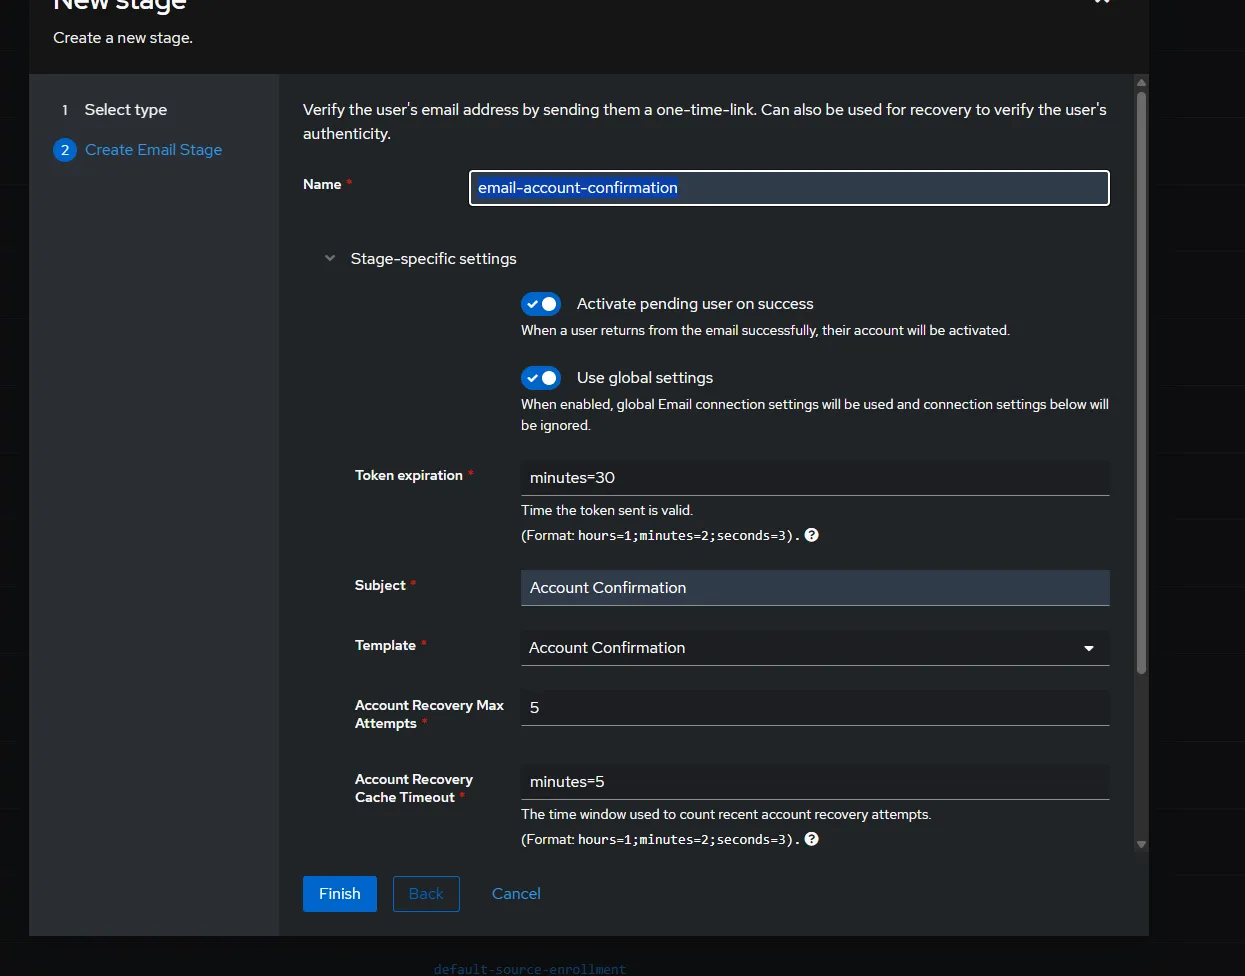 New stage
Create a new stage.
1 Select type
2 Create Email Stage
Verify the user's email address by sending them a one-time-link. Can also be used for recovery to verify the user's
authenticity.
Name *
email-account-confirmation
Stage-specific settings
Activate pending user on success
When a user returns from the email successfully, their account will be activated.
Use global settings
When enabled, global Email connection settings will be used and connection settings below will
be ignored.
Token expiration *
minutes=30
Time the token sent is valid.
(Format: hours=1;minutes=2;seconds=3). ?
Subject *
Account Confirmation
Template *
Account Confirmation
Account Recovery Max
Attempts *
5
Account Recovery
Cache Timeout *
minutes=5
The time window used to count recent account recovery attempts.
(Format: hours=1;minutes=2;seconds=3). ?
Finish
Back
Cancel
default-source-enrollment